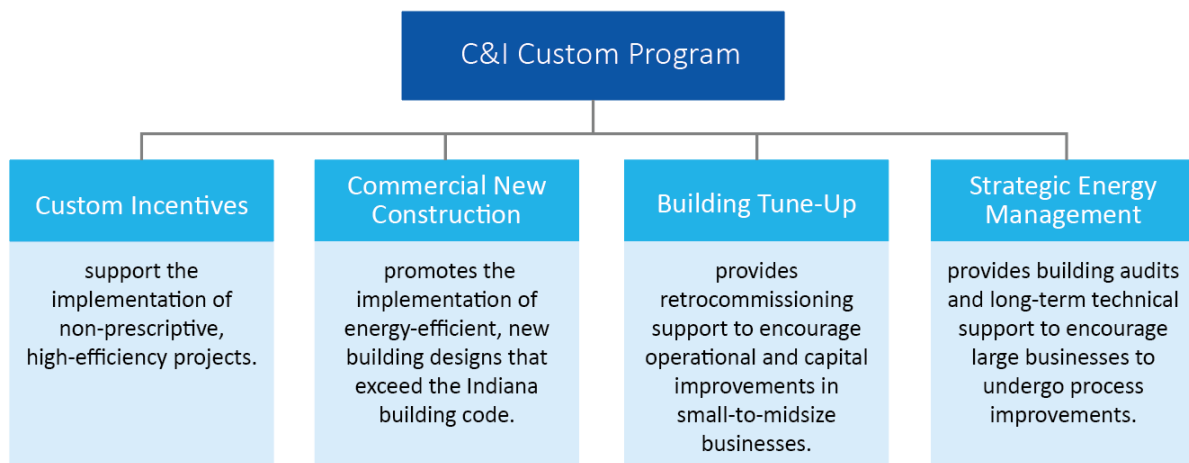 C&I Custom Program
Custom Incentives
support the
implementation of
non-prescriptive,
high-efficiency projects.
Commercial New
Construction
promotes the
implementation of
energy-efficient, new
building designs that
exceed the Indiana
building code.
Building Tune-Up
provides
retrocommissioning
support to encourage
operational and capital
improvements in
small-to-midsize
businesses.
Strategic Energy
Management
provides building audits
and long-term technical
support to encourage
large businesses to
undergo process
improvements.